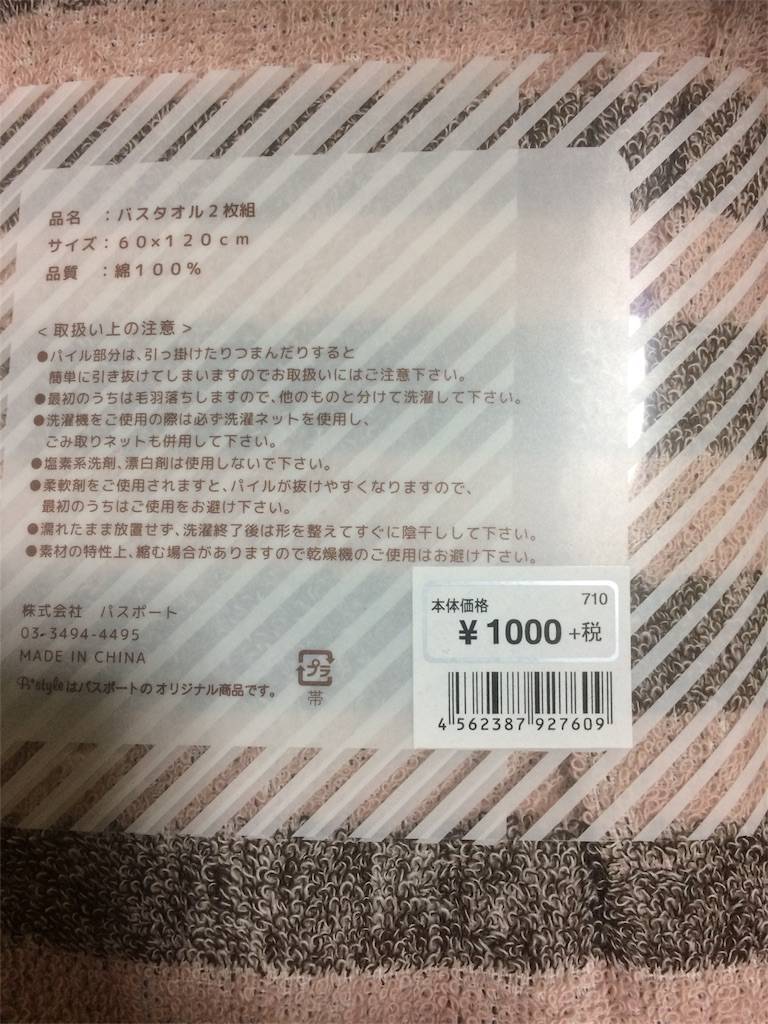 品名　：バスタオル２枚組
サイズ：６０×１２０ｃｍ
品質　：綿１００％
＜取扱い上の注意＞
●パイル部分は、引っ掛けたりつまんだりすると
簡単に引き抜けてしまいますのでお取扱いにはご注意下さい。
●最初のうちは毛羽落ちしますので、他のものと分けて洗濯して下さい。
●洗濯機をご使用の際は必ず洗濯ネットを使用し、
ごみ取りネットも併用して下さい。
●塩素系洗剤、漂白剤は使用しないで下さい。
●柔軟剤をご使用されますと、パイルが抜けやすくなりますので、
最初のうちはご使用をお避け下さい。
●濡れたまま放置せず、洗濯終了後は形を整えてすぐに陰干しして下さい。
●素材の特性上、縮む場合がありますので乾燥機のご使用はお避け下さい。
株式会社　パスポート
03-3494-4495
MADE IN CHINA
P+styleはパスポートのオリジナル商品です。
プラ
帯
本体価格 710
¥1000+税
4 562387 927609